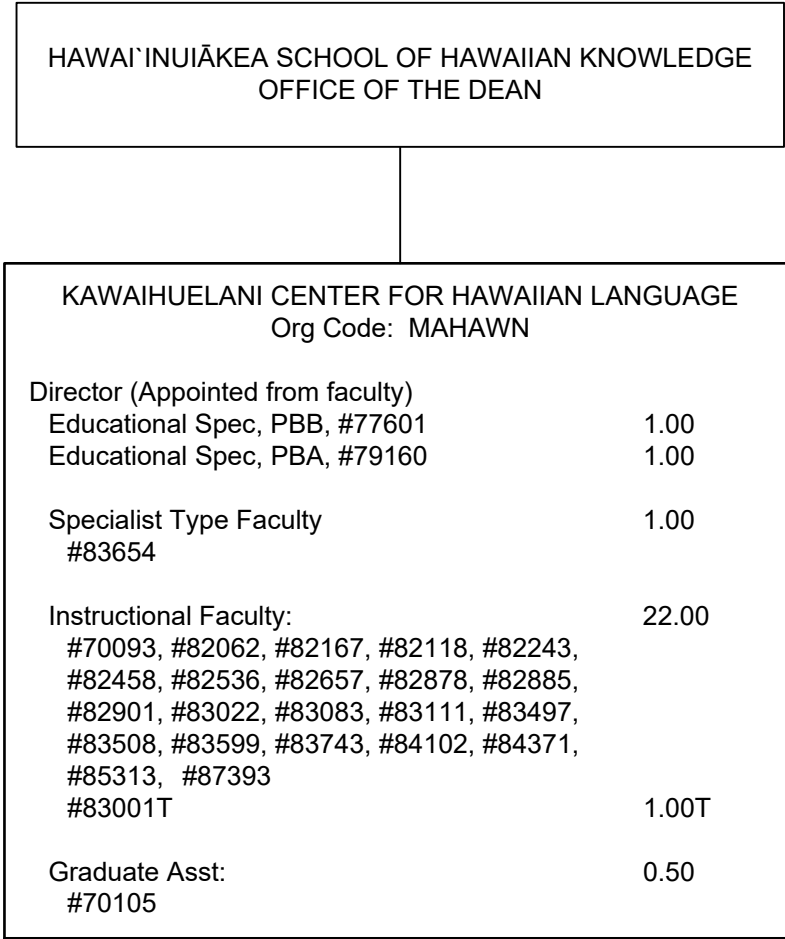 HAWAI`INUIĀKEA SCHOOL OF HAWAIIAN KNOWLEDGE
OFFICE OF THE DEAN
KAWAIHUELANI CENTER FOR HAWAIIAN LANGUAGE
Org Code: MAHAWN
Director (Appointed from faculty)
Educational Spec, PBB, #77601 1.00
Educational Spec, PBA, #79160 1.00
Specialist Type Faculty 1.00
#83654
Instructional Faculty: 22.00
#70093, #82062, #82167, #82118, #82243,
#82458, #82536, #82657, #82878, #82885,
#82901, #83022, #83083, #83111, #83497,
#83508, #83599, #83743, #84102, #84371,
#85313, #87393
#83001T 1.00T
Graduate Asst: 0.50
#70105